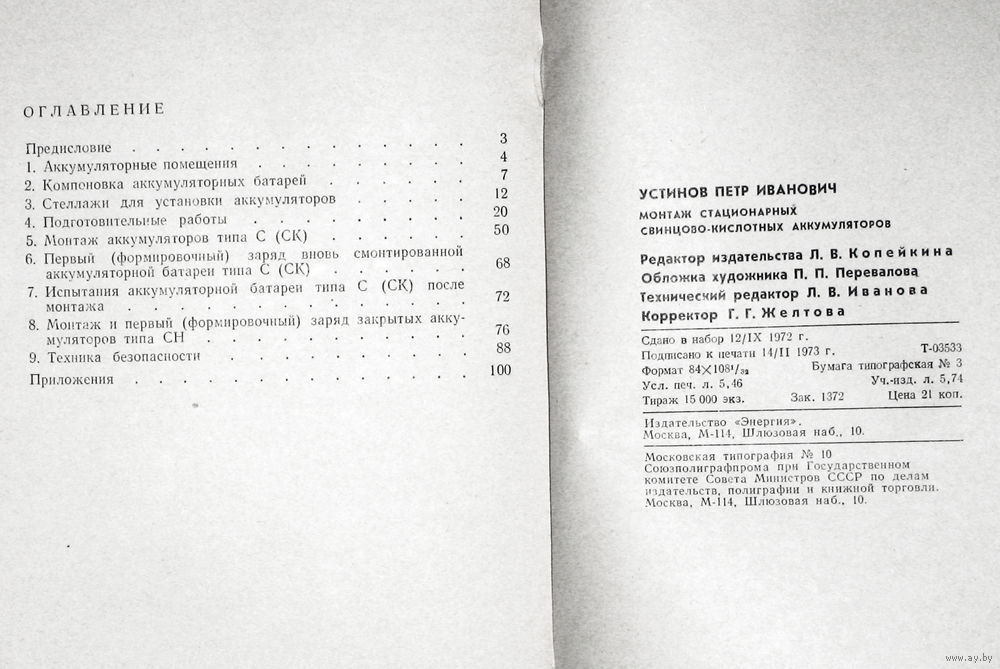 ОГЛАВЛЕНИЕ
Предисловие . . . . . . . . . . . . . 3
1. Аккумуляторные помещения . . . . . . . . 4
2. Компоновка аккумуляторных батарей . . . . . 7
3. Стеллажи для установки аккумуляторов . . . . 12
4. Подготовительные работы . . . . . . . . 20
5. Монтаж аккумуляторов типа С (СК) . . . . . 50
6. Первый (формировочный) заряд вновь смонтированной
аккумуляторной батареи типа С (СК) . . . . . 68
7. Испытания аккумуляторной батареи типа С (СК) после
монтажа . . . . . . . . . . . . . 72
8. Монтаж и первый (формировочный) заряд закрытых акку-
муляторов типа СН . . . . . . . . . . 76
9. Техника безопасности . . . . . . . . . 88
Приложения . . . . . . . . . . . . . 100
УСТИНОВ ПЕТР ИВАНОВИЧ
МОНТАЖ СТАЦИОНАРНЫХ
СВИНЦОВО-КИСЛОТНЫХ АККУМУЛЯТОРОВ
Редактор издательства Л. В. Копейкина
Обложка художника П. П. Перевалова
Технический редактор Л. В. Иванова
Корректор Г. Г. Желтова
Сдано в набор 12/IX 1972 г.
Подписано к печати 14/II 1973 г. Т-03533
Формат 84×108¹/₃₂ Бумага типографская № 3
Усл. печ. л. 5,46 Уч.-изд. л. 5,74
Тираж 15 000 экз. Зак. 1372 Цена 21 коп.
Издательство «Энергия».
Москва, М-114, Шлюзовая наб., 10.
Московская типография № 10
Союзполиграфпрома при Государственном
комитете Совета Министров СССР по делам
издательств, полиграфии и книжной торговли.
Москва, М-114, Шлюзовая наб., 10.
www.ay.by